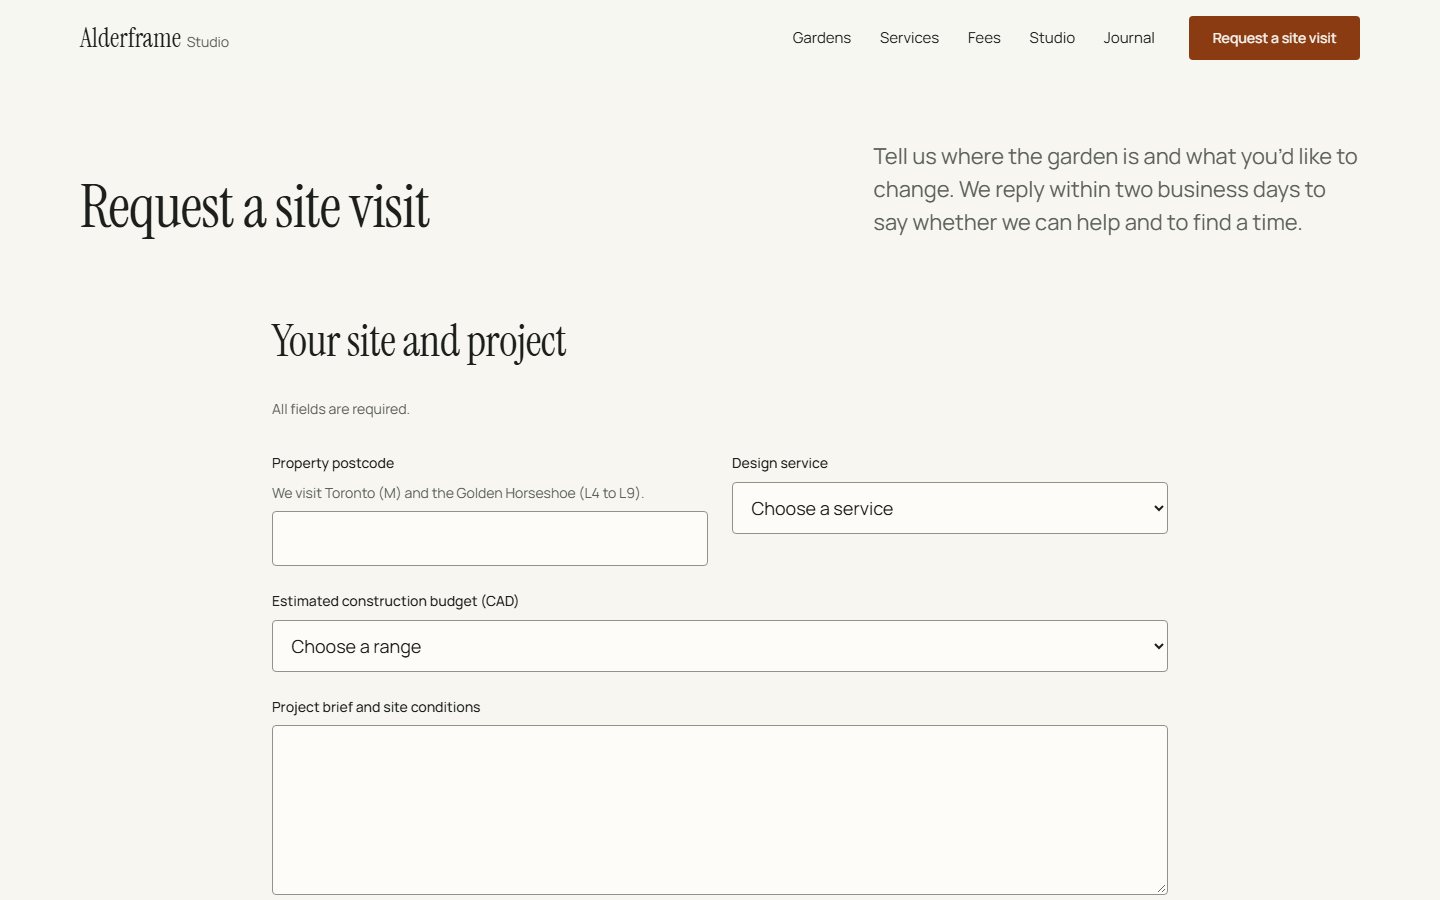 Alderframe Studio
Gardens Services Fees Studio Journal Request a site visit
Request a site visit
Tell us where the garden is and what you’d like to
change. We reply within two business days to
say whether we can help and to find a time.
Your site and project
All fields are required.
Property postcode
We visit Toronto (M) and the Golden Horseshoe (L4 to L9).
Design service
Choose a service
Estimated construction budget (CAD)
Choose a range
Project brief and site conditions